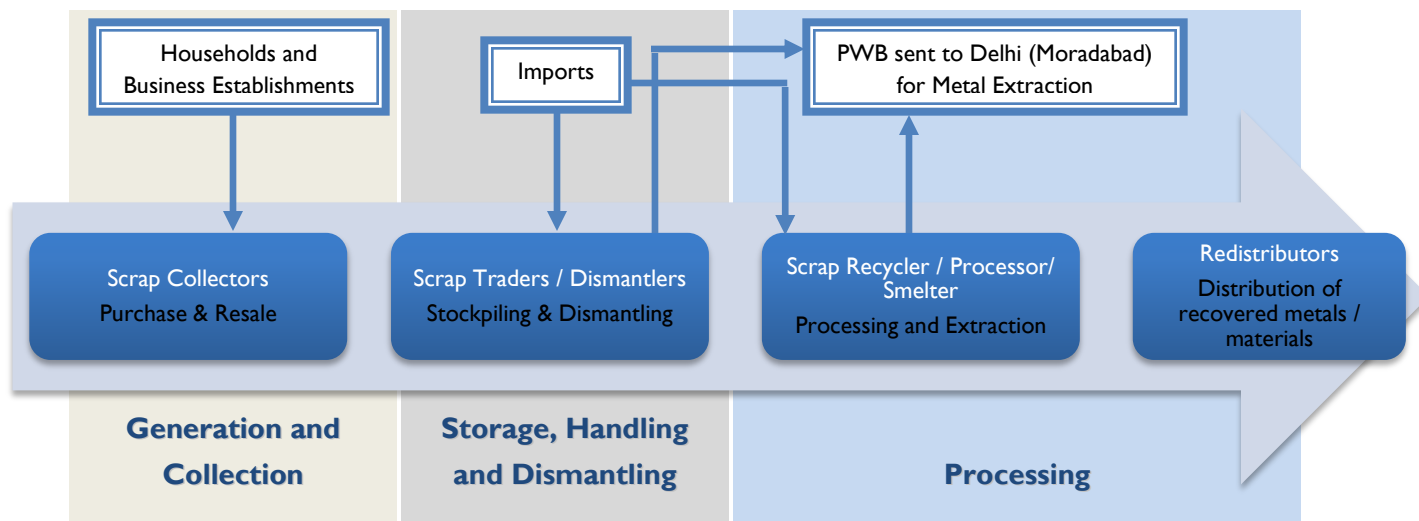 Households and
Business Establishments
Imports
PWB sent to Delhi (Moradabad)
for Metal Extraction
Scrap Collectors
Purchase & Resale
Scrap Traders / Dismantlers
Stockpiling & Dismantling
Scrap Recycler / Processor/
Smelter
Processing and Extraction
Redistributors
Distribution of
recovered metals /
materials
Generation and
Collection
Storage, Handling
and Dismantling
Processing